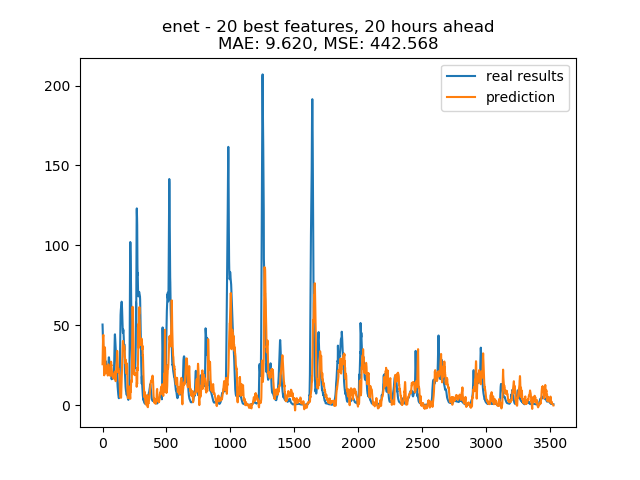 enet - 20 best features, 20 hours ahead
MAE: 9.620, MSE: 442.568
real results
prediction
200
150
100
50
0
0 500 1000 1500 2000 2500 3000 3500